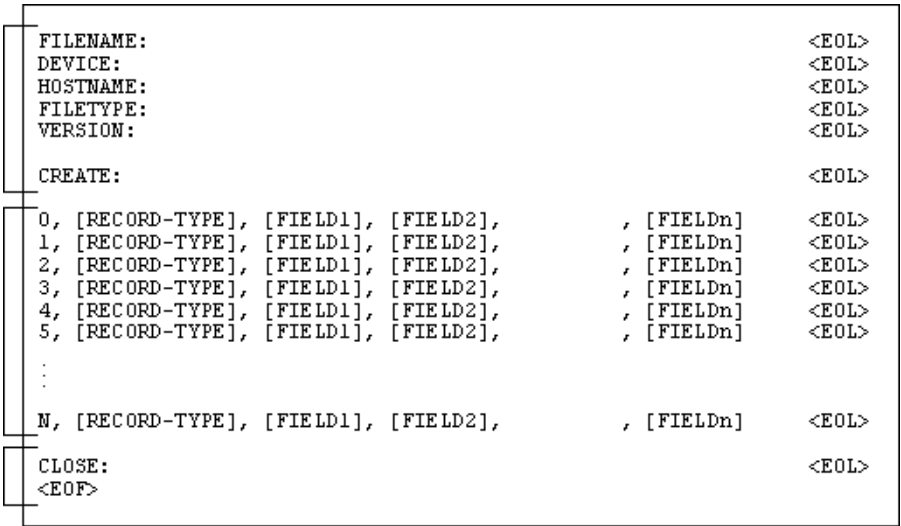 FILENAME: <EOL>
DEVICE: <EOL>
HOSTNAME: <EOL>
FILETYPE: <EOL>
VERSION: <EOL>
CREATE: <EOL>
0, [RECORD-TYPE], [FIELD1], [FIELD2], , [FIELDn] <EOL>
1, [RECORD-TYPE], [FIELD1], [FIELD2], , [FIELDn] <EOL>
2, [RECORD-TYPE], [FIELD1], [FIELD2], , [FIELDn] <EOL>
3, [RECORD-TYPE], [FIELD1], [FIELD2], , [FIELDn] <EOL>
4, [RECORD-TYPE], [FIELD1], [FIELD2], , [FIELDn] <EOL>
5, [RECORD-TYPE], [FIELD1], [FIELD2], , [FIELDn] <EOL>
⋮
N, [RECORD-TYPE], [FIELD1], [FIELD2], , [FIELDn] <EOL>
CLOSE: <EOL>
<EOF>